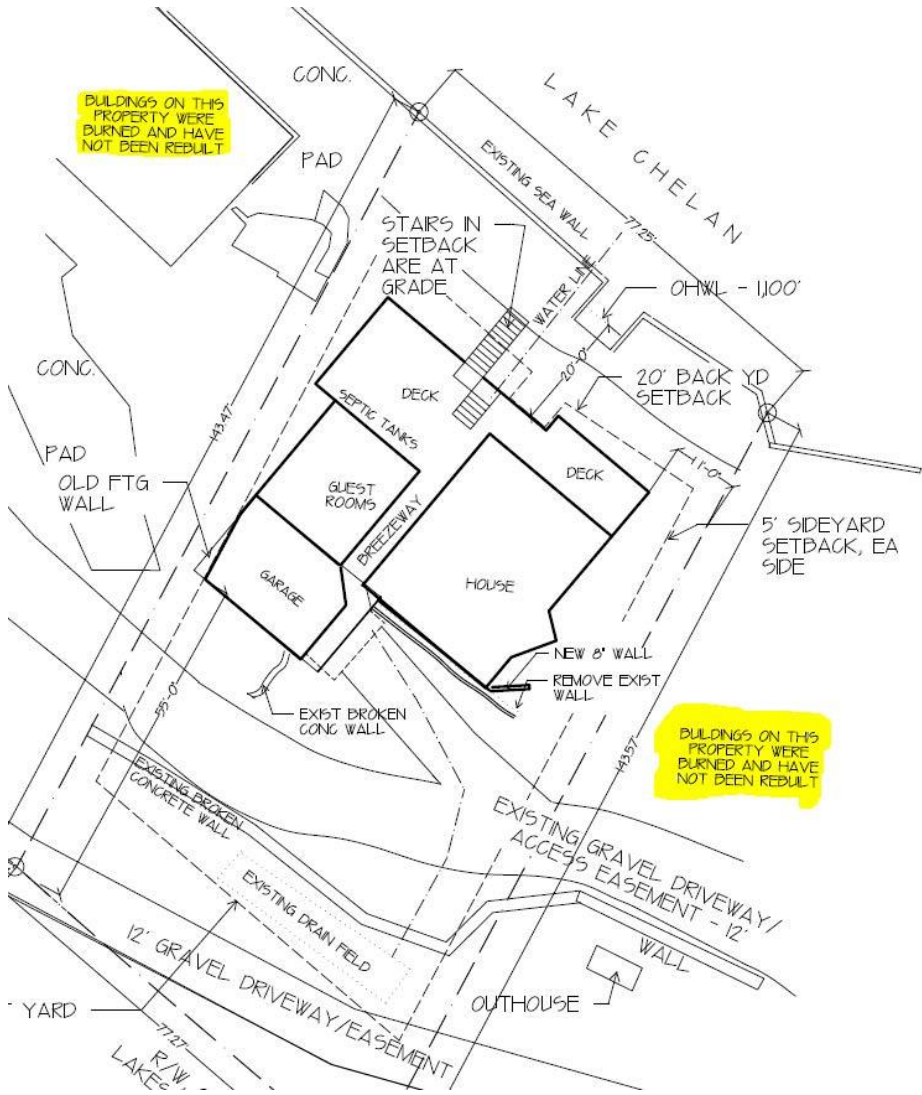 CONC.
BUILDINGS ON THIS
PROPERTY WERE
BURNED AND HAVE
NOT BEEN REBUILT
PAD
LAKE CHELAN
EXISTING SEA WALL
77.25'
STAIRS IN
SETBACK
ARE AT
GRADE
WATER LINE
OHWL - 1,100'
20'-0"
20' BACK YD
SETBACK
CONC.
PAD
143.47
DECK
SEPTIC TANKS
DECK
11'-0"
OLD FTG
WALL
GUEST
ROOMS
BREEZEWAY
5' SIDEYARD
SETBACK, EA
SIDE
GARAGE
HOUSE
NEW 8" WALL
REMOVE EXIST
WALL
55'-0"
EXIST BROKEN
CONC WALL
143.57
BUILDINGS ON THIS
PROPERTY WERE
BURNED AND HAVE
NOT BEEN REBUILT
EXISTING BROKEN
CONCRETE WALL
EXISTING GRAVEL DRIVEWAY/
ACCESS EASEMENT - 12'
EXISTING DRAIN FIELD
WALL
12' GRAVEL DRIVEWAY/EASEMENT
OUTHOUSE
YARD
77.27
R/W
LAKES